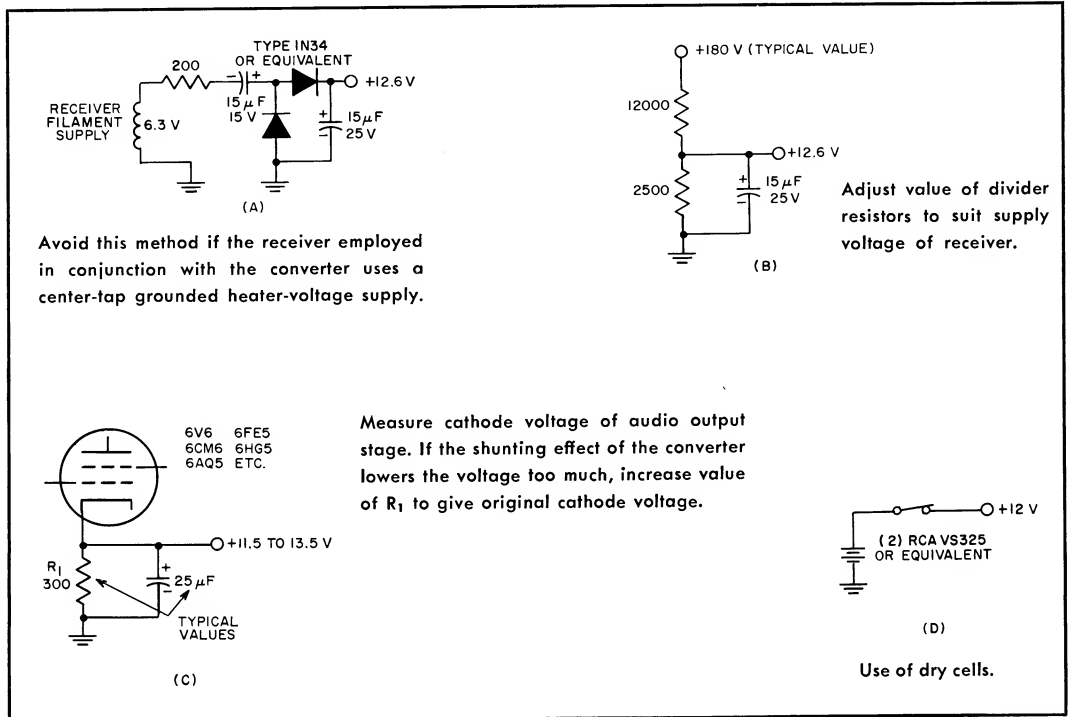 TYPE 1N34
OR EQUIVALENT
200
+12.6 V
RECEIVER
FILAMENT
SUPPLY
6.3 V
- +
15 µF
15 V
+
-
15 µF
25 V
(A)
Avoid this method if the receiver employed
in conjunction with the converter uses a
center-tap grounded heater-voltage supply.
+180 V (TYPICAL VALUE)
12000
+12.6 V
2500
+
-
15 µF
25 V
(B)
Adjust value of divider
resistors to suit supply
voltage of receiver.
6V6 6FE5
6CM6 6HG5
6AQ5 ETC.
+11.5 TO 13.5 V
R1
300
+
-
25 µF
TYPICAL
VALUES
(C)
Measure cathode voltage of audio output
stage. If the shunting effect of the converter
lowers the voltage too much, increase value
of R1 to give original cathode voltage.
+12 V
(2) RCA VS325
OR EQUIVALENT
(D)
Use of dry cells.